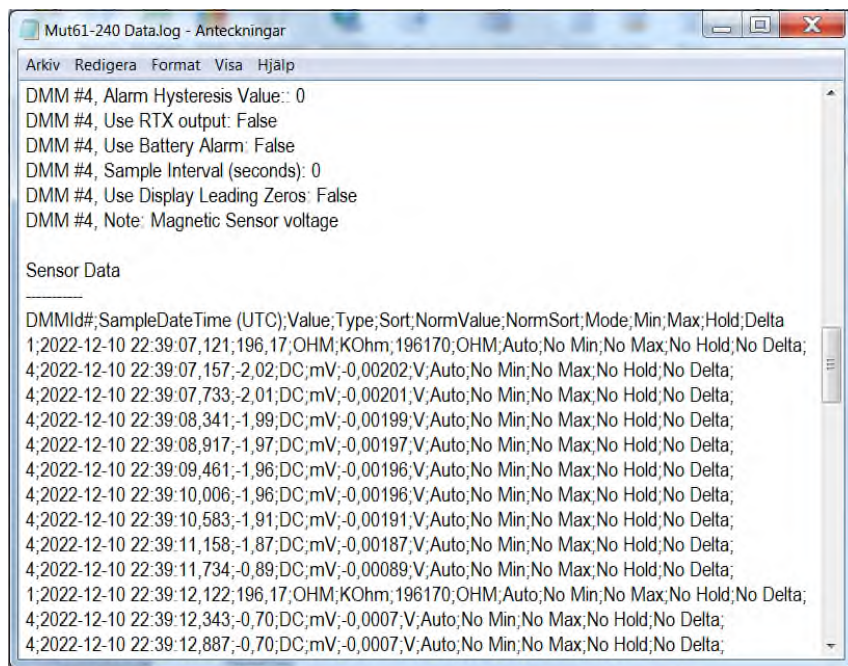 Mut61-240 Data.log - Anteckningar
Arkiv Redigera Format Visa Hjälp
DMM #4, Alarm Hysteresis Value:: 0
DMM #4, Use RTX output: False
DMM #4, Use Battery Alarm: False
DMM #4, Sample Interval (seconds): 0
DMM #4, Use Display Leading Zeros: False
DMM #4, Note: Magnetic Sensor voltage
Sensor Data
-----------
DMMId#;SampleDateTime (UTC);Value;Type;Sort;NormValue;NormSort;Mode;Min;Max;Hold;Delta
1;2022-12-10 22:39:07,121;196,17;OHM;KOhm;196170;OHM;Auto;No Min;No Max;No Hold;No Delta;
4;2022-12-10 22:39:07,157;-2,02;DC;mV;-0,00202;V;Auto;No Min;No Max;No Hold;No Delta;
4;2022-12-10 22:39:07,733;-2,01;DC;mV;-0,00201;V;Auto;No Min;No Max;No Hold;No Delta;
4;2022-12-10 22:39:08,341;-1,99;DC;mV;-0,00199;V;Auto;No Min;No Max;No Hold;No Delta;
4;2022-12-10 22:39:08,917;-1,97;DC;mV;-0,00197;V;Auto;No Min;No Max;No Hold;No Delta;
4;2022-12-10 22:39:09,461;-1,96;DC;mV;-0,00196;V;Auto;No Min;No Max;No Hold;No Delta;
4;2022-12-10 22:39:10,006;-1,96;DC;mV;-0,00196;V;Auto;No Min;No Max;No Hold;No Delta;
4;2022-12-10 22:39:10,583;-1,91;DC;mV;-0,00191;V;Auto;No Min;No Max;No Hold;No Delta;
4;2022-12-10 22:39:11,158;-1,87;DC;mV;-0,00187;V;Auto;No Min;No Max;No Hold;No Delta;
4;2022-12-10 22:39:11,734;-0,89;DC;mV;-0,00089;V;Auto;No Min;No Max;No Hold;No Delta;
1;2022-12-10 22:39:12,122;196,17;OHM;KOhm;196170;OHM;Auto;No Min;No Max;No Hold;No Delta;
4;2022-12-10 22:39:12,343;-0,70;DC;mV;-0,0007;V;Auto;No Min;No Max;No Hold;No Delta;
4;2022-12-10 22:39:12,887;-0,70;DC;mV;-0,0007;V;Auto;No Min;No Max;No Hold;No Delta;